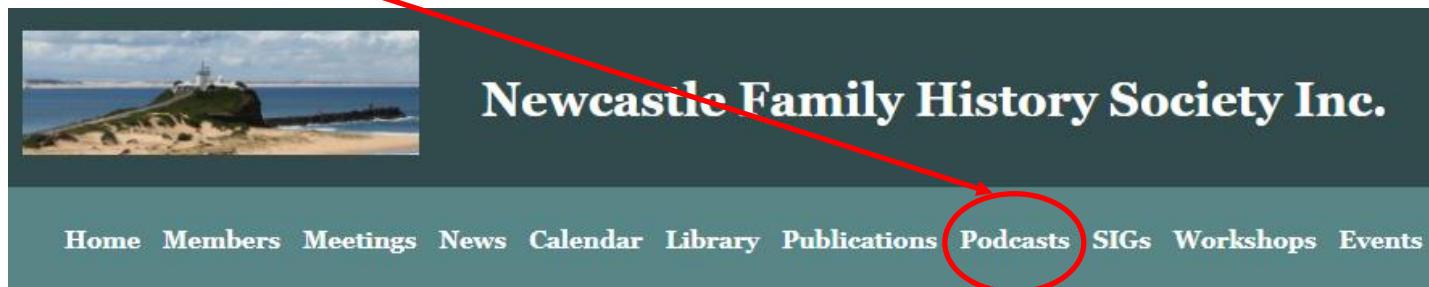 Newcastle Family History Society Inc.
Home Members Meetings News Calendar Library Publications Podcasts SIGs Workshops Events